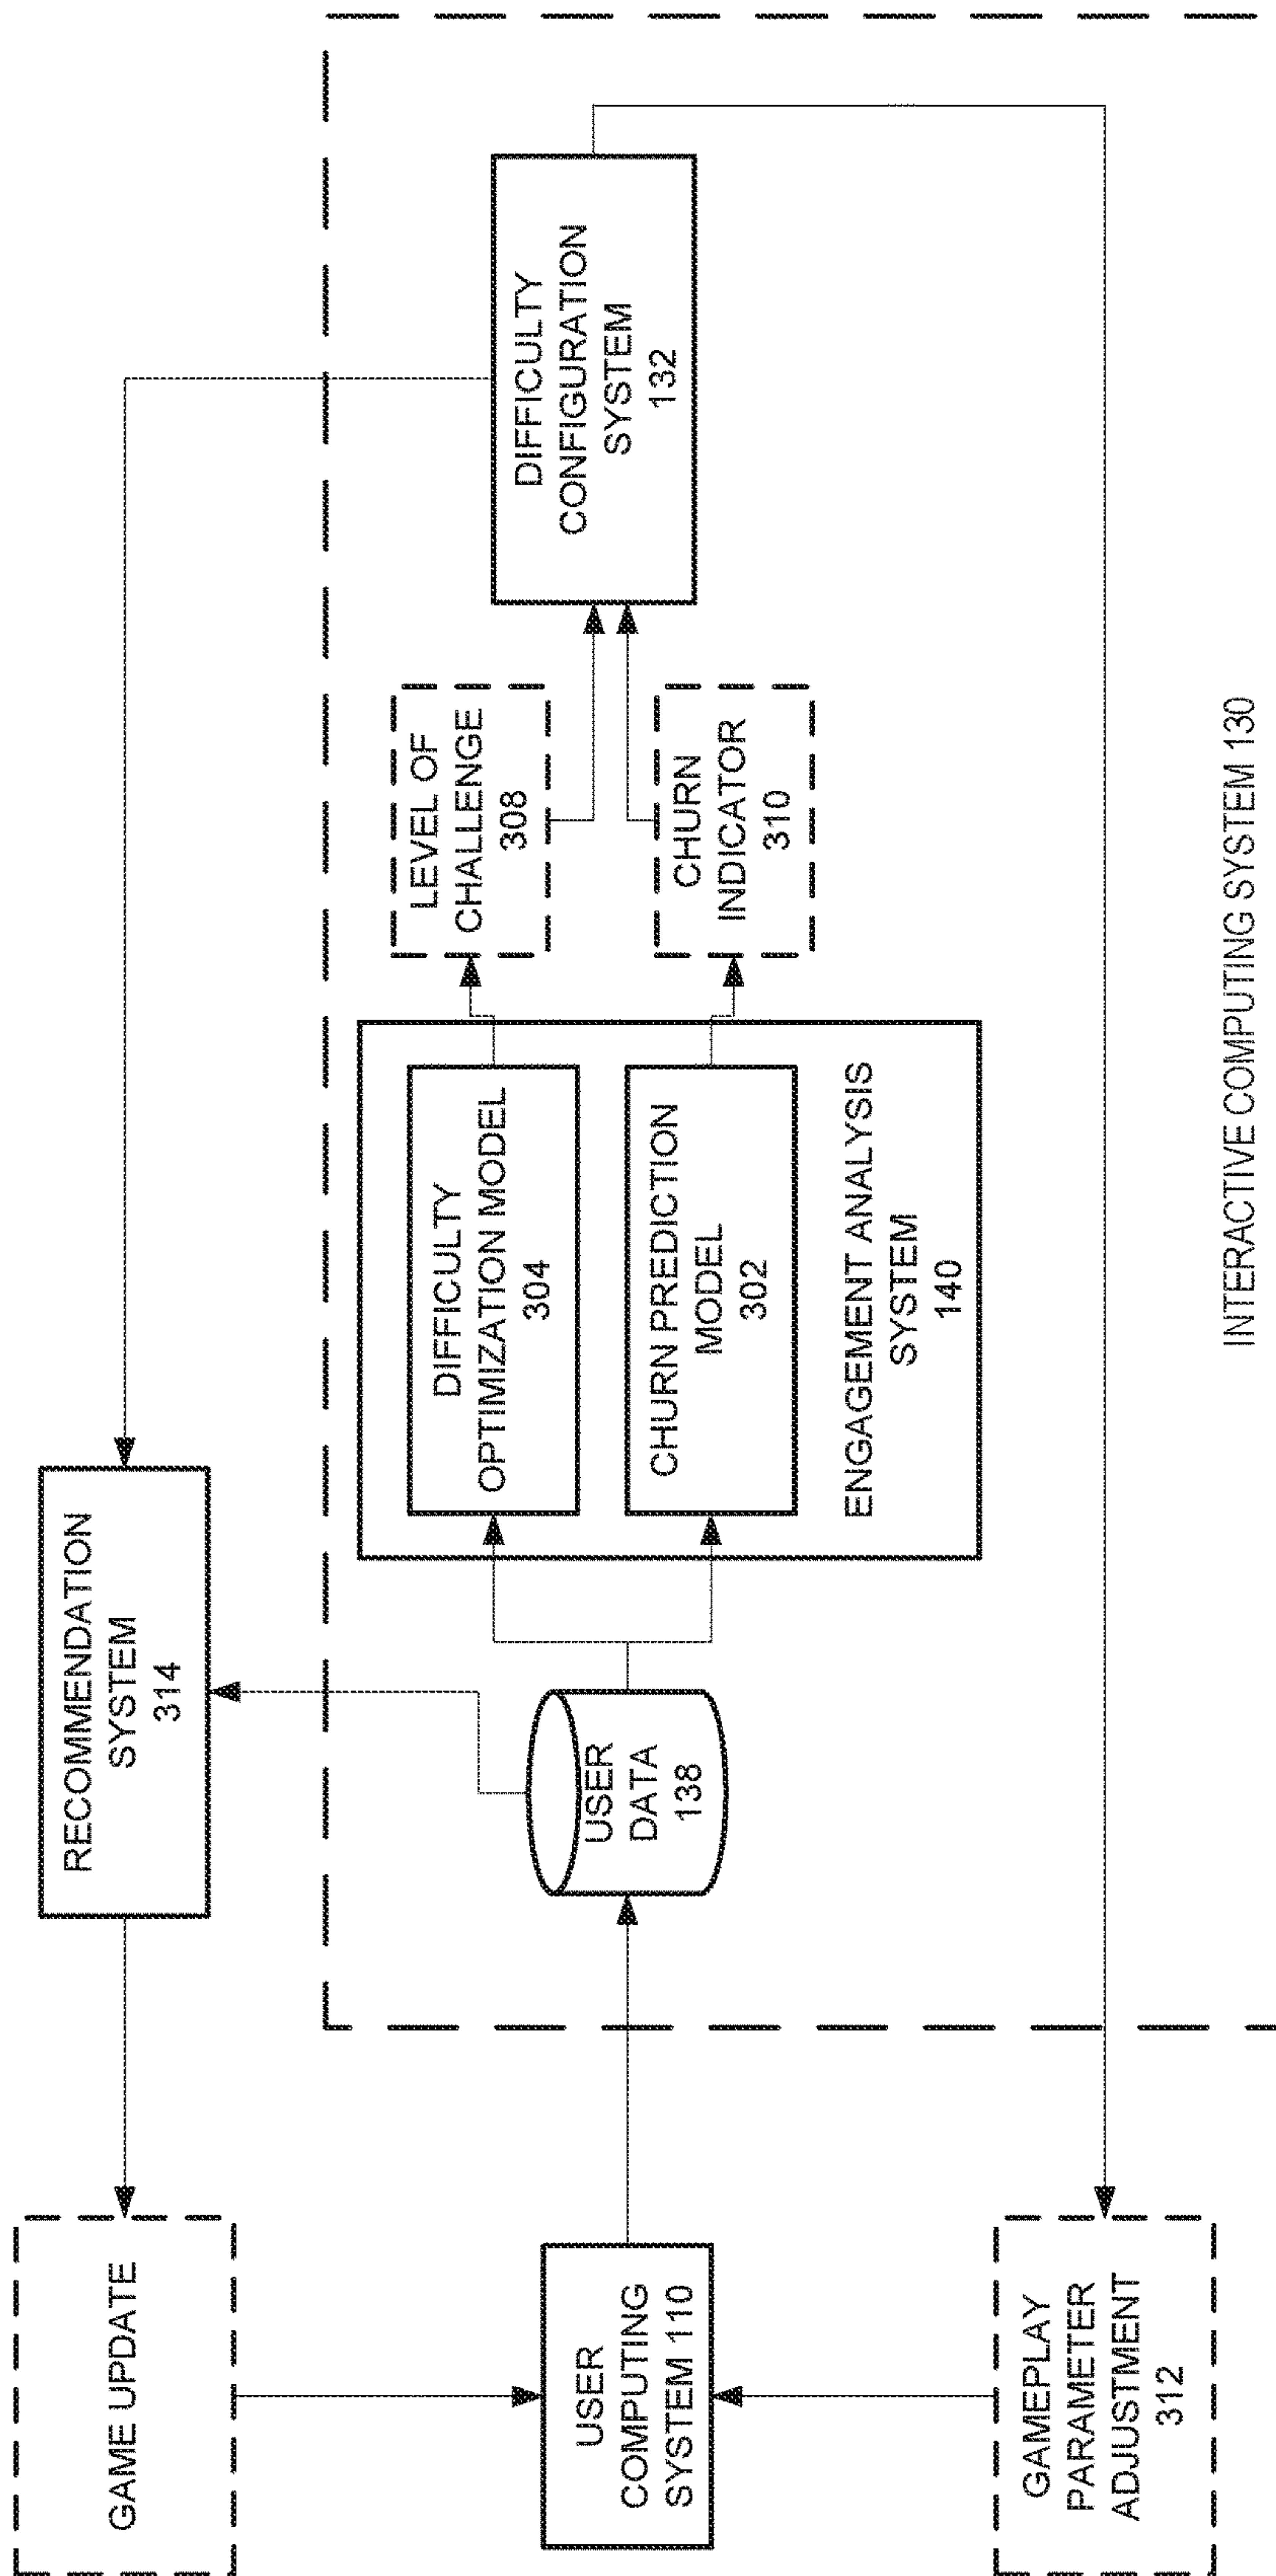 GAME UPDATE
RECOMMENDATION
SYSTEM
314
USER
COMPUTING
SYSTEM 110
USER
DATA
138
DIFFICULTY
OPTIMIZATION MODEL
304
CHURN PREDICTION
MODEL
302
ENGAGEMENT ANALYSIS
SYSTEM
140
LEVEL OF
CHALLENGE
308
CHURN
INDICATOR
310
DIFFICULTY
CONFIGURATION
SYSTEM
132
GAMEPLAY
PARAMETER
ADJUSTMENT
312
INTERACTIVE COMPUTING SYSTEM 130